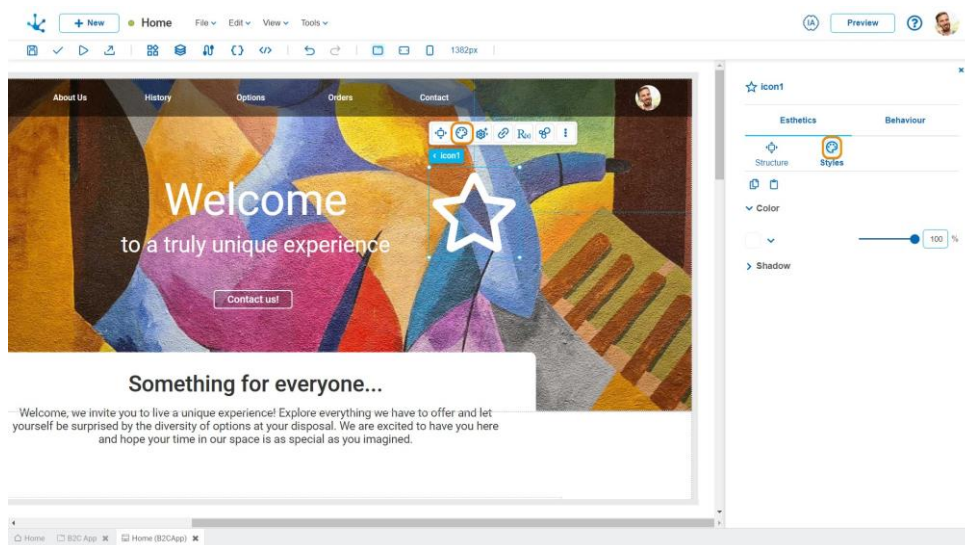 + New
Home
File
Edit
View
Tools
(IA)
Preview
?
1382px
About Us
History
Options
Orders
Contact
icon1
Welcome
to a truly unique experience
Contact us!
Something for everyone...
Welcome, we invite you to live a unique experience! Explore everything we have to offer and let
yourself be surprised by the diversity of options at your disposal. We are excited to have you here
and hope your time in our space is as special as you imagined.
icon1
Esthetics
Behaviour
Structure
Styles
Color
100 %
Shadow
Home
B2C App
Home (B2CApp)